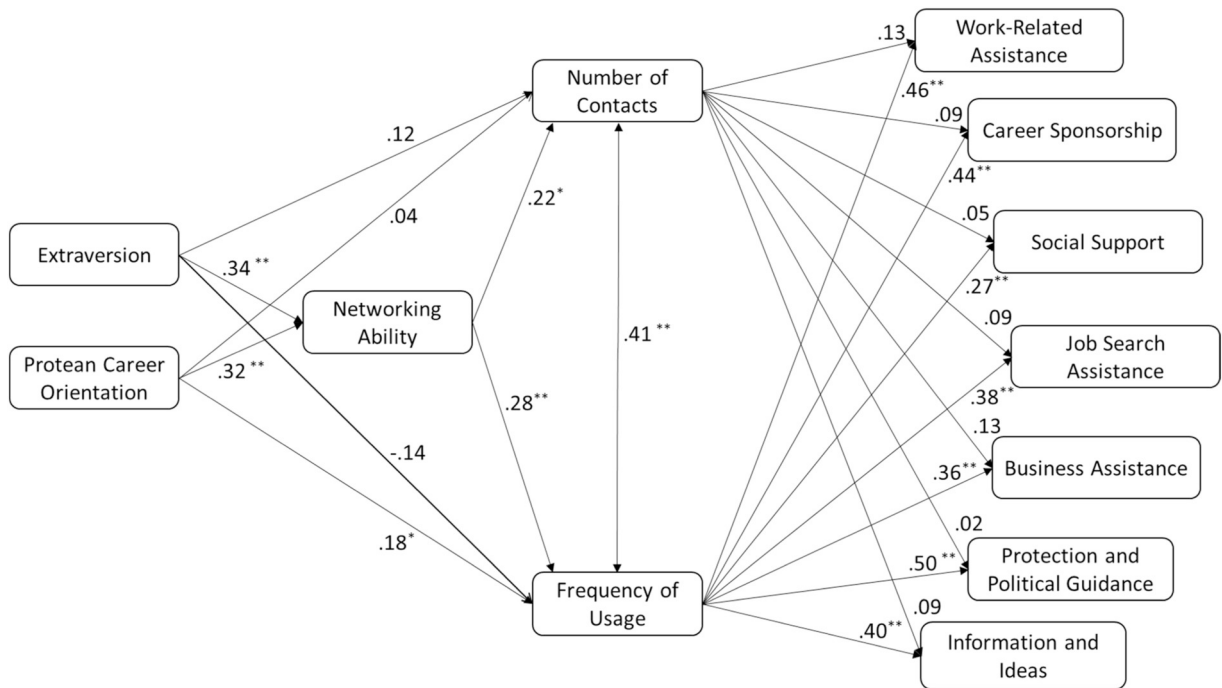 Work-Related
Assistance
.13
Number of
Contacts
.46**
.09
Career Sponsorship
.12
.44**
.22*
.04
.05
Social Support
Extraversion
.34 **
.27**
Networking
Ability
.09
.41 **
Job Search
Assistance
Protean Career
Orientation
.32 **
.38**
.28**
.13
-.14
Business Assistance
.36**
.18*
.02
Protection and
Political Guidance
.50 **
Frequency of
Usage
.09
.40**
Information and
Ideas